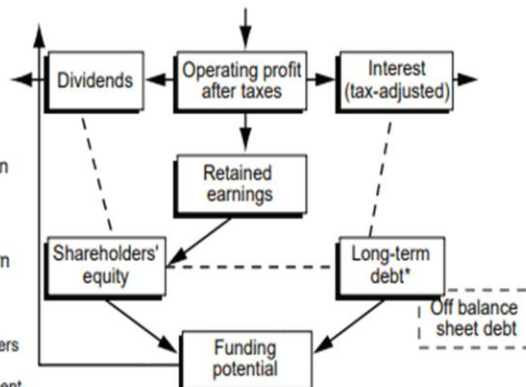 Dividends
Operating profit
after taxes
Interest
(tax-adjusted)
Retained
earnings
Shareholders'
equity
Long-term
debt*
Off balance
sheet debt
Funding
potential